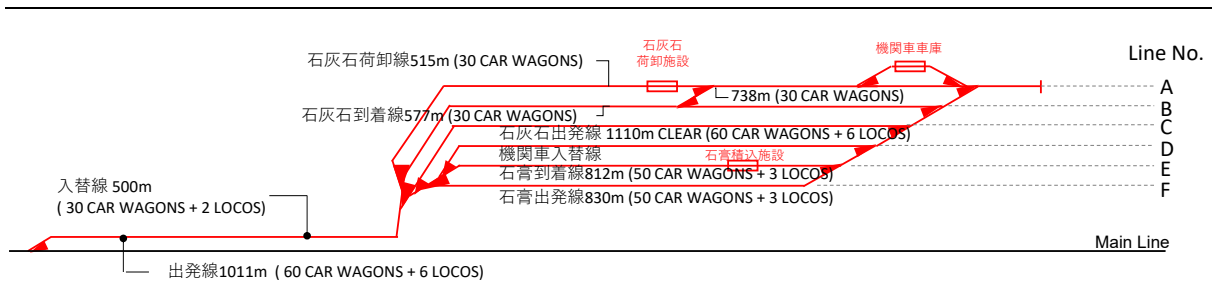 石灰石荷卸線515m (30 CAR WAGONS)
石灰石
荷卸施設
機関車車庫
Line No.
738m (30 CAR WAGONS)
A
石灰石到着線577m (30 CAR WAGONS)
B
石灰石出発線 1110m CLEAR (60 CAR WAGONS + 6 LOCOS)
C
機関車入替線
石膏積込施設
D
石膏到着線812m (50 CAR WAGONS + 3 LOCOS)
E
石膏出発線830m (50 CAR WAGONS + 3 LOCOS)
F
入替線 500m
( 30 CAR WAGONS + 2 LOCOS)
Main Line
出発線1011m ( 60 CAR WAGONS + 6 LOCOS)